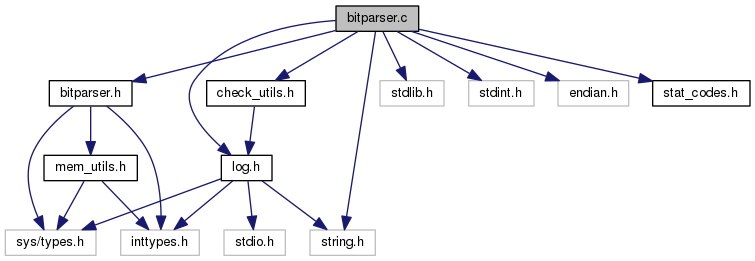 bitparser.c
bitparser.h
check_utils.h
stdlib.h
stdint.h
endian.h
stat_codes.h
mem_utils.h
log.h
sys/types.h
inttypes.h
stdio.h
string.h